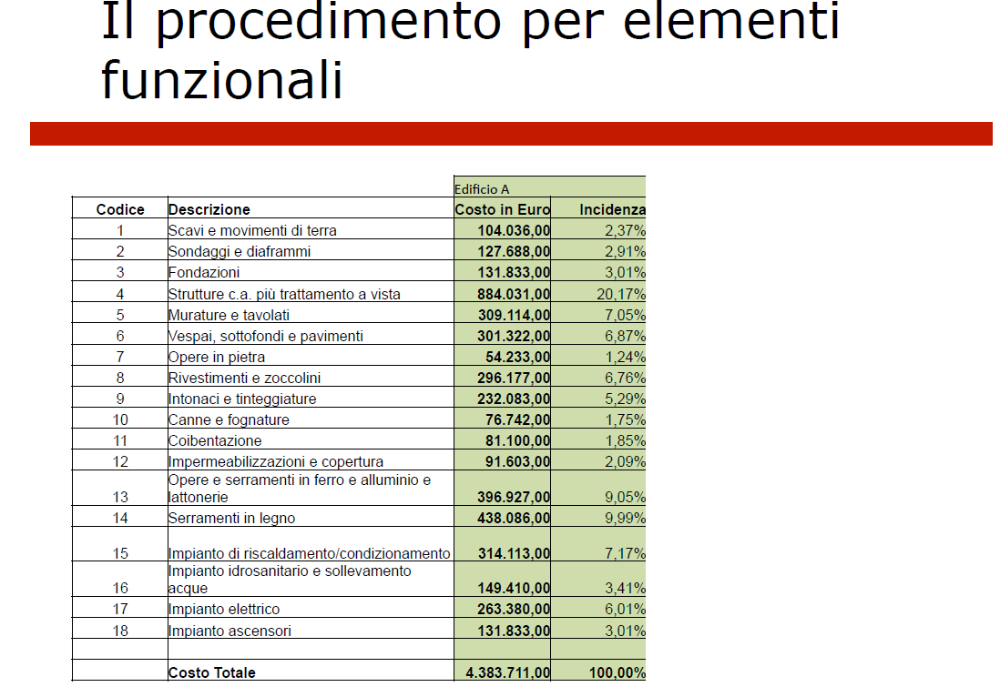 Il procedimento per elementi
funzionali
Edificio A
Codice Descrizione Costo in Euro Incidenza
1 Scavi e movimenti di terra 104.036,00 2,37%
2 Sondaggi e diaframmi 127.688,00 2,91%
3 Fondazioni 131.833,00 3,01%
4 Strutture c.a. più trattamento a vista 884.031,00 20,17%
5 Murature e tavolati 309.114,00 7,05%
6 Vespai, sottofondi e pavimenti 301.322,00 6,87%
7 Opere in pietra 54.233,00 1,24%
8 Rivestimenti e zoccolini 296.177,00 6,76%
9 Intonaci e tinteggiature 232.083,00 5,29%
10 Canne e fognature 76.742,00 1,75%
11 Coibentazione 81.100,00 1,85%
12 Impermeabilizzazioni e copertura 91.603,00 2,09%
Opere e serramenti in ferro e alluminio e
13 lattonerie 396.927,00 9,05%
14 Serramenti in legno 438.086,00 9,99%
15 Impianto di riscaldamento/condizionamento 314.113,00 7,17%
Impianto idrosanitario e sollevamento
16 acque 149.410,00 3,41%
17 Impianto elettrico 263.380,00 6,01%
18 Impianto ascensori 131.833,00 3,01%
Costo Totale 4.383.711,00 100,00%